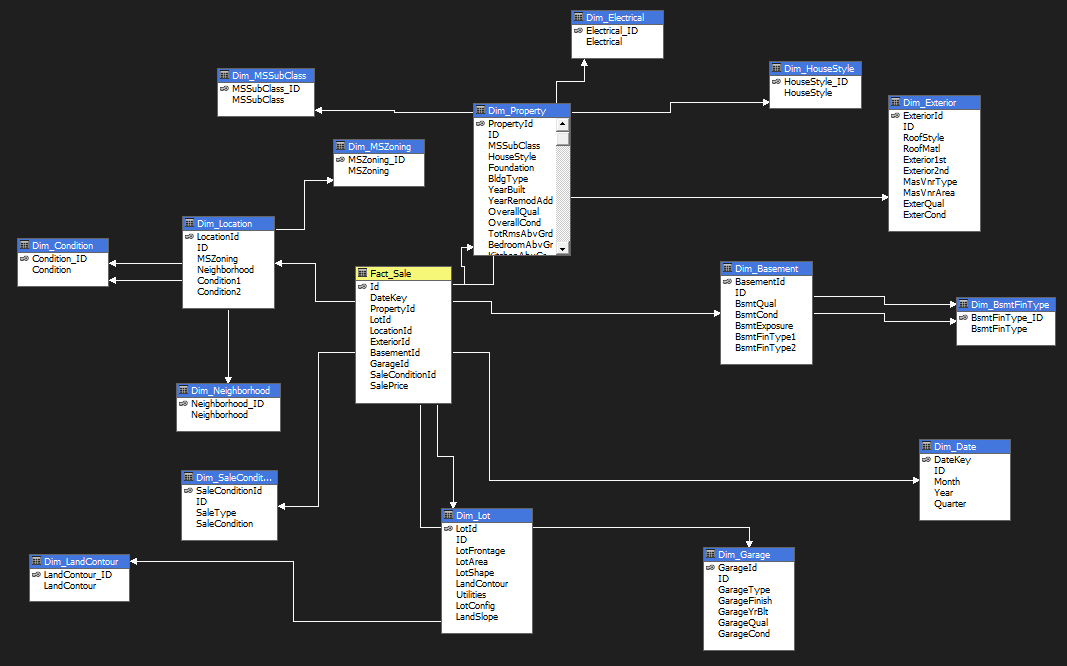 Dim_Electrical
Electrical_ID
Electrical
Dim_MSSubClass
MSSubClass_ID
MSSubClass
Dim_HouseStyle
HouseStyle_ID
HouseStyle
Dim_Property
PropertyId
ID
MSSubClass
HouseStyle
Foundation
BldgType
YearBuilt
YearRemodAdd
OverallQual
OverallCond
TotRmsAbvGrd
BedroomAbvGr
Dim_Exterior
ExteriorId
ID
RoofStyle
RoofMatl
Exterior1st
Exterior2nd
MasVnrType
MasVnrArea
ExterQual
ExterCond
Dim_MSZoning
MSZoning_ID
MSZoning
Dim_Location
LocationId
ID
MSZoning
Neighborhood
Condition1
Condition2
Dim_Condition
Condition_ID
Condition
Fact_Sale
Id
DateKey
PropertyId
LotId
LocationId
ExteriorId
BasementId
GarageId
SaleConditionId
SalePrice
Dim_Basement
BasementId
ID
BsmtQual
BsmtCond
BsmtExposure
BsmtFinType1
BsmtFinType2
Dim_BsmtFinType
BsmtFinType_ID
BsmtFinType
Dim_Neighborhood
Neighborhood_ID
Neighborhood
Dim_Date
DateKey
ID
Month
Year
Quarter
Dim_SaleCondit...
SaleConditionId
ID
SaleType
SaleCondition
Dim_Lot
LotId
ID
LotFrontage
LotArea
LotShape
LandContour
Utilities
LotConfig
LandSlope
Dim_LandContour
LandContour_ID
LandContour
Dim_Garage
GarageId
ID
GarageType
GarageFinish
GarageYrBlt
GarageQual
GarageCond